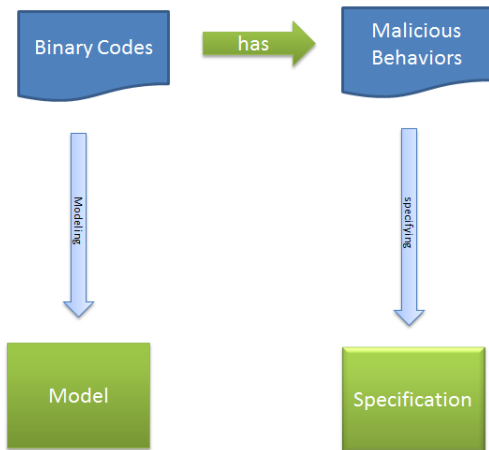 Binary Codes
has
Malicious
Behaviors
Modeling
specifying
Model
Specification